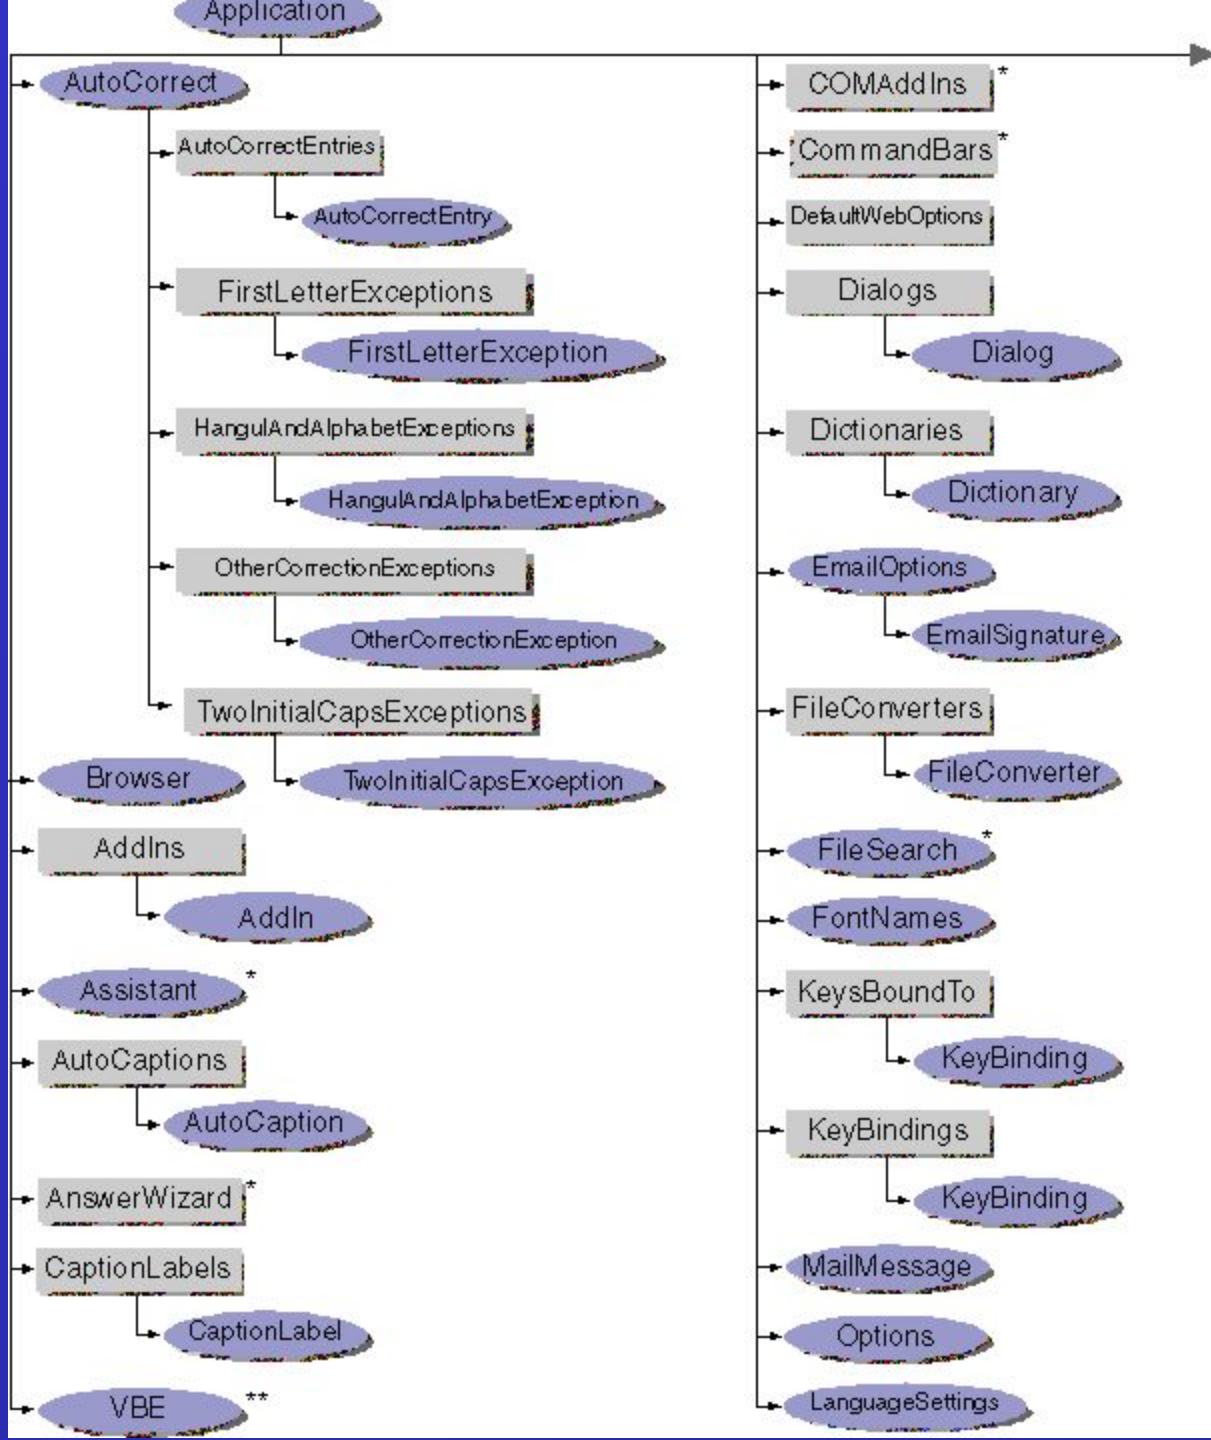 Application
AutoCorrect
AutoCorrectEntries
AutoCorrectEntry
FirstLetterExceptions
FirstLetterException
HangulAndAlphabetExceptions
HangulAndAlphabetException
OtherCorrectionExceptions
OtherCorrectionException
TwoInitialCapsExceptions
TwoInitialCapsException
Browser
AddIns
AddIn
Assistant *
AutoCaptions
AutoCaption
AnswerWizard *
CaptionLabels
CaptionLabel
VBE **
COMAddIns *
CommandBars *
DefaultWebOptions
Dialogs
Dialog
Dictionaries
Dictionary
EmailOptions
EmailSignature
FileConverters
FileConverter
FileSearch *
FontNames
KeysBoundTo
KeyBinding
KeyBindings
KeyBinding
MailMessage
Options
LanguageSettings